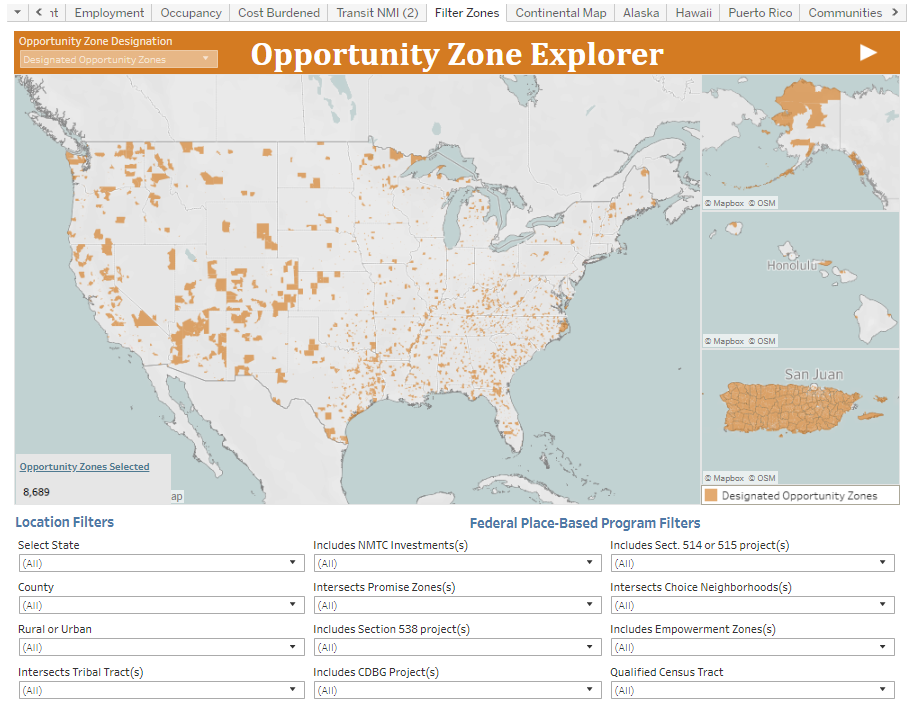 nt Employment Occupancy Cost Burdened Transit NMI (2) Filter Zones Continental Map Alaska Hawaii Puerto Rico Communities
Opportunity Zone Designation
Designated Opportunity Zones
Opportunity Zone Explorer
© Mapbox © OSM
Honolulu
© Mapbox © OSM
San Juan
© Mapbox © OSM
Opportunity Zones Selected
8,689
ap
Designated Opportunity Zones
Location Filters
Federal Place-Based Program Filters
Select State
Includes NMTC Investments(s)
Includes Sect. 514 or 515 project(s)
(All)
(All)
(All)
County
Intersects Promise Zones(s)
Intersects Choice Neighborhoods(s)
(All)
(All)
(All)
Rural or Urban
Includes Section 538 project(s)
Includes Empowerment Zones(s)
(All)
(All)
(All)
Intersects Tribal Tract(s)
Includes CDBG Project(s)
Qualified Census Tract
(All)
(All)
(All)